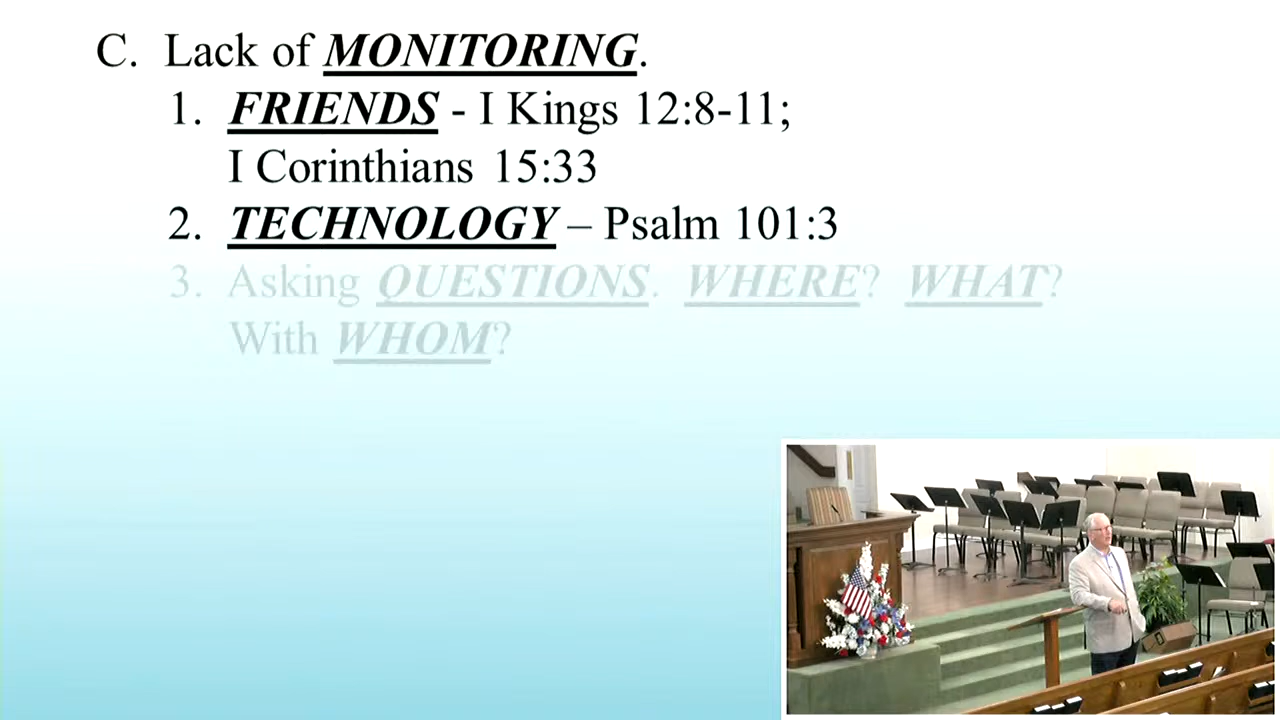 C. Lack of MONITORING.
1. FRIENDS - I Kings 12:8-11;
I Corinthians 15:33
2. TECHNOLOGY – Psalm 101:3
3. Asking QUESTIONS. WHERE? WHAT?
With WHOM?